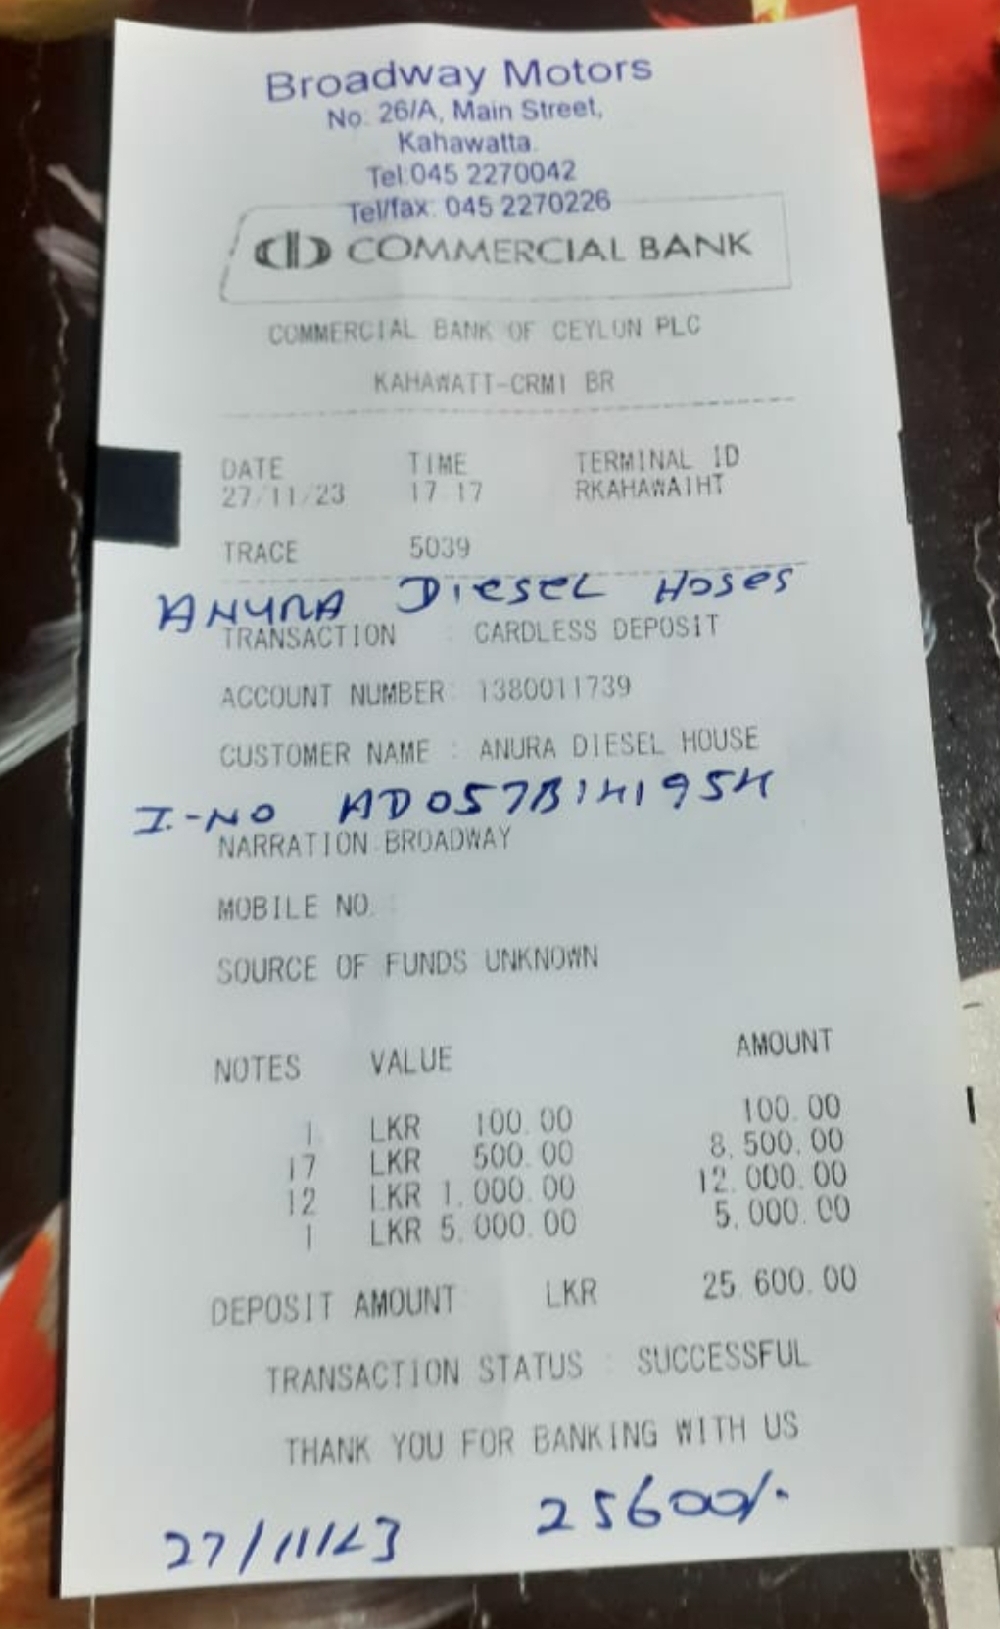 Broadway Motors
No. 26/A, Main Street,
Kahawatta.
Tel:045 2270042
Tel/fax: 045 2270226
COMMERCIAL BANK
COMMERCIAL BANK OF CEYLON PLC
KAHAWATT-CRM1 BR
DATE TIME TERMINAL ID
27/11/23 17:17 RKAHAWA1HT
TRACE 5039
ANURA Diesel Hoses
TRANSACTION : CARDLESS DEPOSIT
ACCOUNT NUMBER: 1380011739
CUSTOMER NAME : ANURA DIESEL HOUSE
I-NO AD057B141954
NARRATION:BROADWAY
MOBILE NO. :
SOURCE OF FUNDS UNKNOWN
NOTES VALUE AMOUNT
1 LKR 100.00 100.00
17 LKR 500.00 8,500.00
12 LKR 1,000.00 12,000.00
1 LKR 5,000.00 5,000.00
DEPOSIT AMOUNT LKR 25,600.00
TRANSACTION STATUS : SUCCESSFUL
THANK YOU FOR BANKING WITH US
27/11/23 25600/-